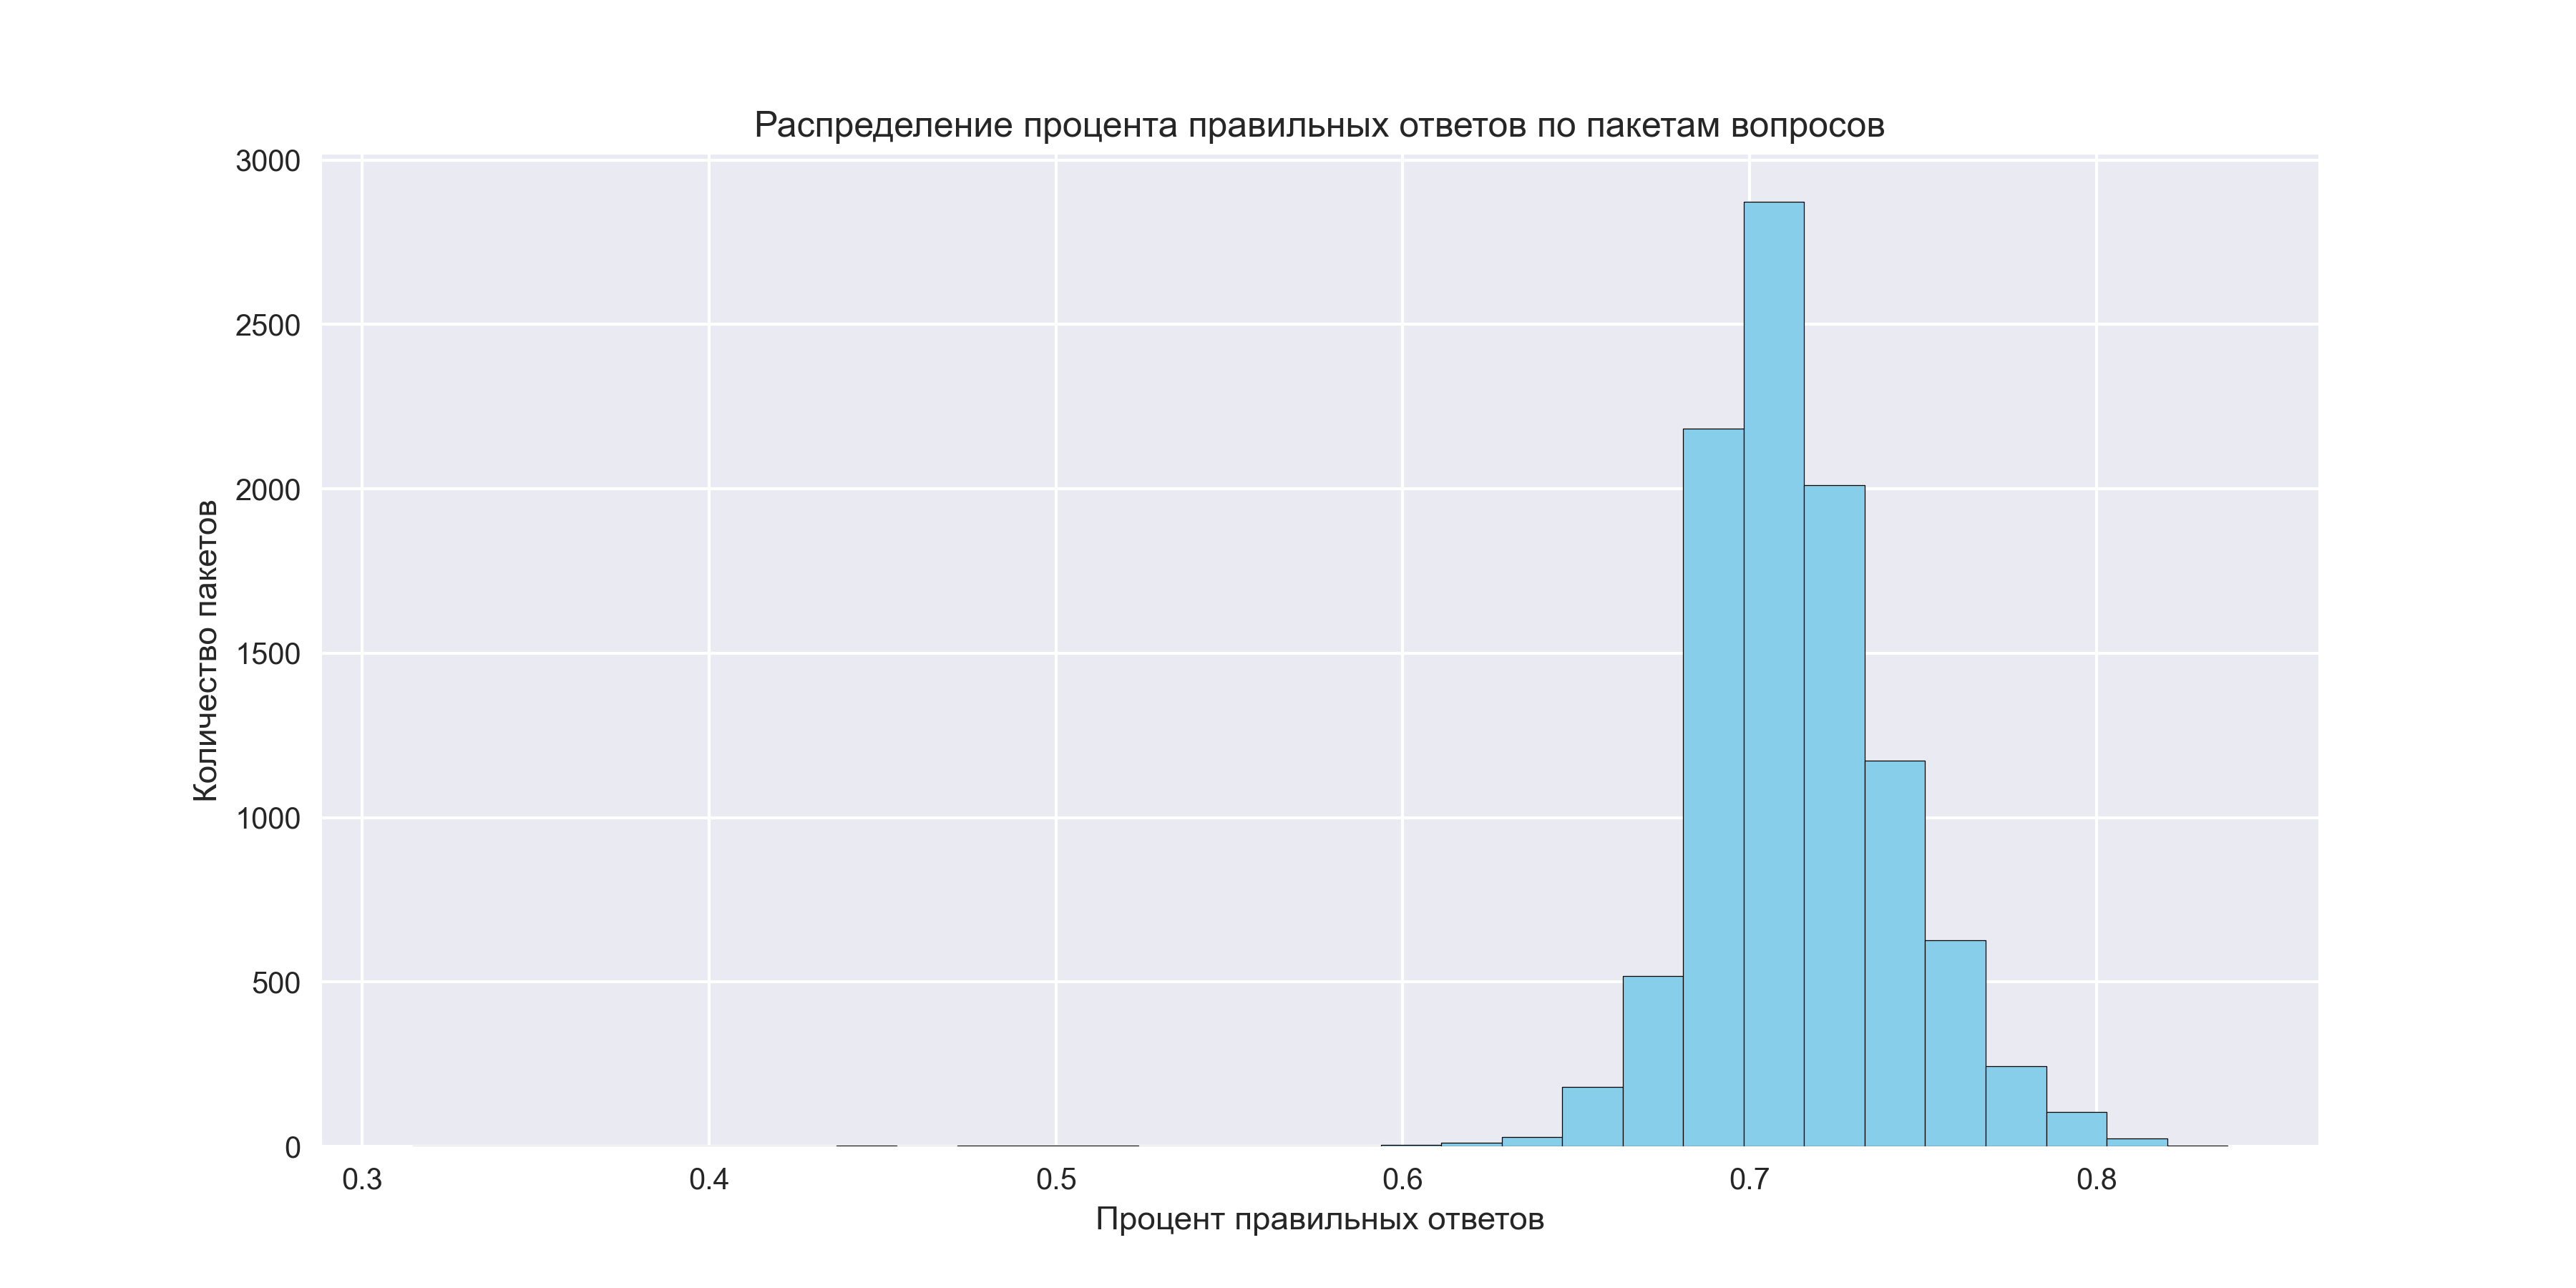 Распределение процента правильных ответов по пакетам вопросов
3000
2500
2000
1500
1000
500
0
Количество пакетов
0.3 0.4 0.5 0.6 0.7 0.8
Процент правильных ответов